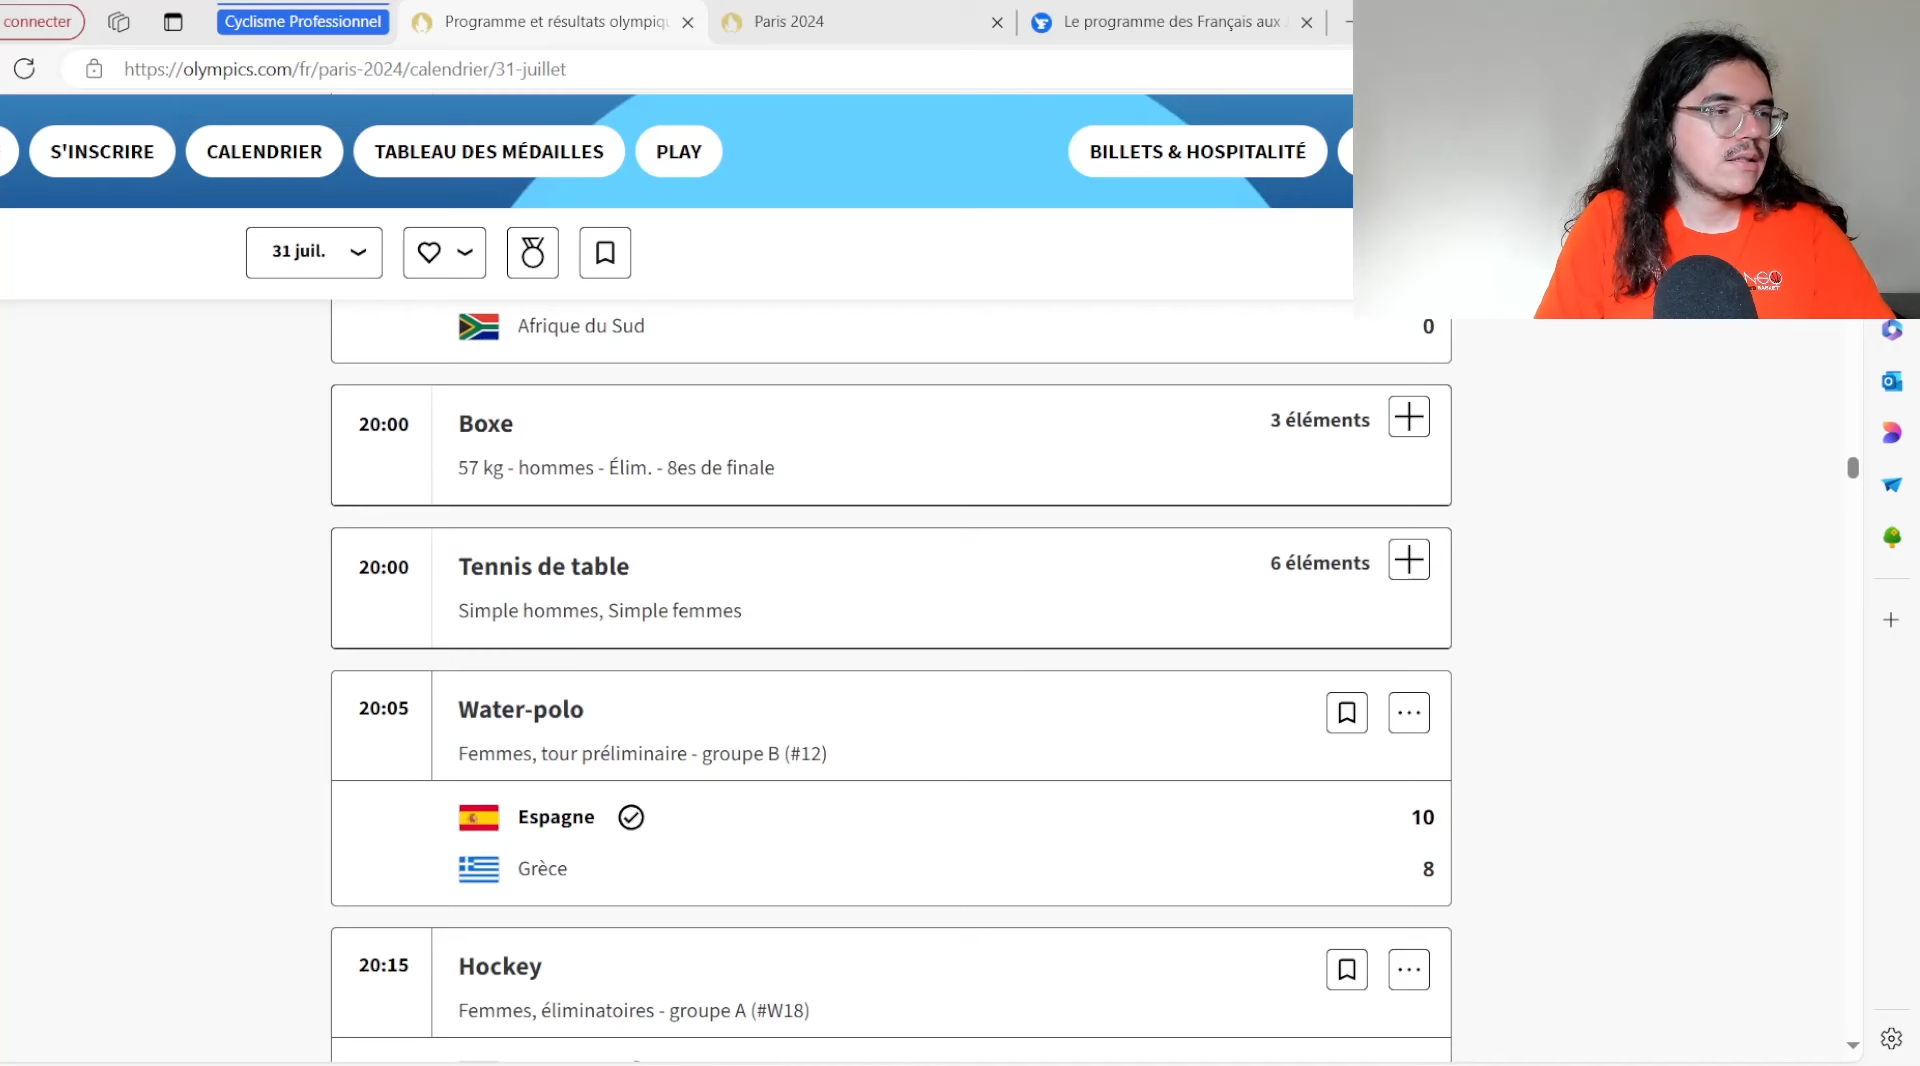 connecter
Cyclisme Professionnel
Programme et résultats olympiqu
Paris 2024
Le programme des Français aux J
https://olympics.com/fr/paris-2024/calendrier/31-juillet
S'INSCRIRE
CALENDRIER
TABLEAU DES MÉDAILLES
PLAY
BILLETS & HOSPITALITÉ
31 juil.
Afrique du Sud 0
20:00 Boxe 3 éléments
57 kg - hommes - Élim. - 8es de finale
20:00 Tennis de table 6 éléments
Simple hommes, Simple femmes
20:05 Water-polo
Femmes, tour préliminaire - groupe B (#12)
Espagne 10
Grèce 8
20:15 Hockey
Femmes, éliminatoires - groupe A (#W18)